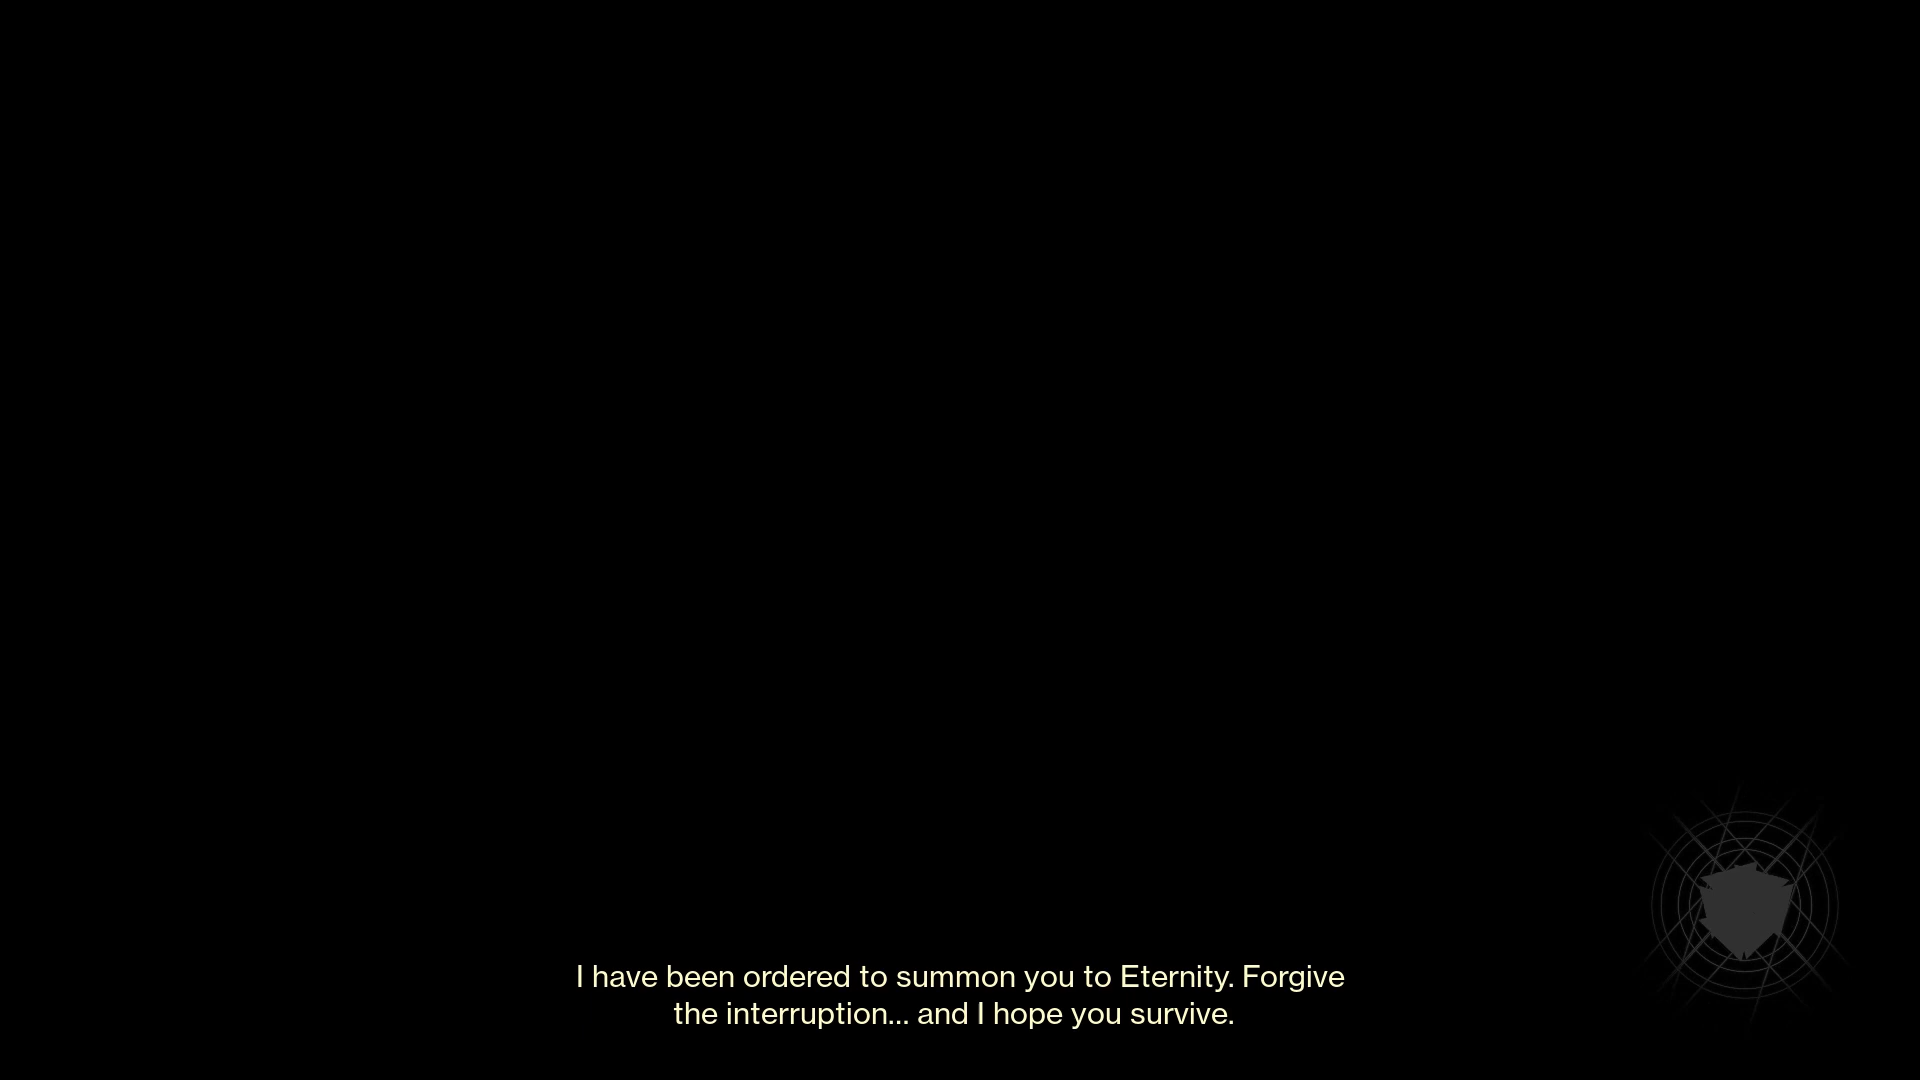 I have been ordered to summon you to Eternity. Forgive
the interruption... and I hope you survive.